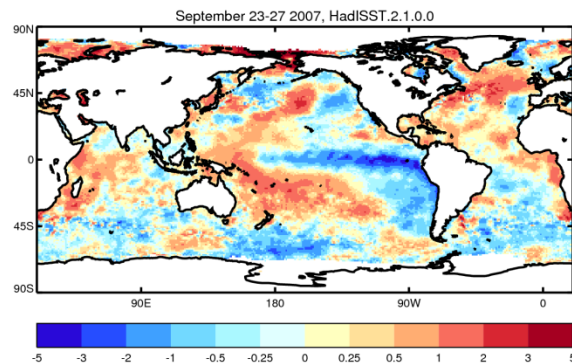 September 23-27 2007, HadISST.2.1.0.0
90N
45N
0
45S
90S
90E 180 90W 0
-5 -3 -2 -1 -0.5 -0.25 0 0.25 0.5 1 2 3 5